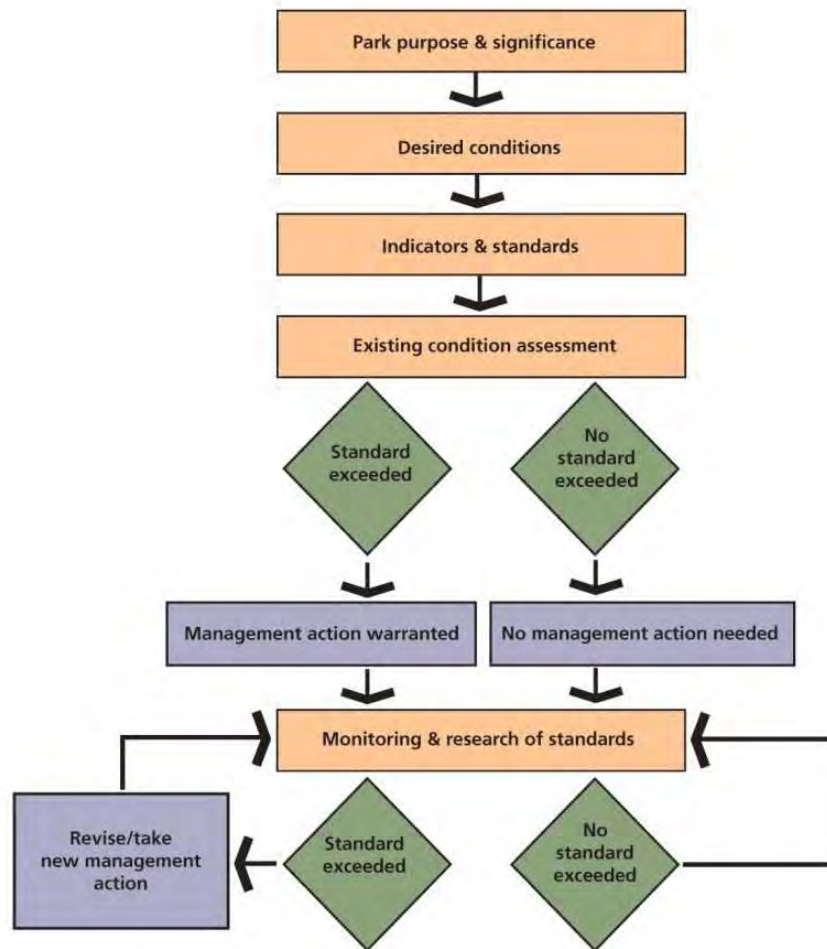 Park purpose & significance
Desired conditions
Indicators & standards
Existing condition assessment
Standard
exceeded
No
standard
exceeded
Management action warranted
No management action needed
Monitoring & research of standards
Revise/take
new management
action
Standard
exceeded
No
standard
exceeded